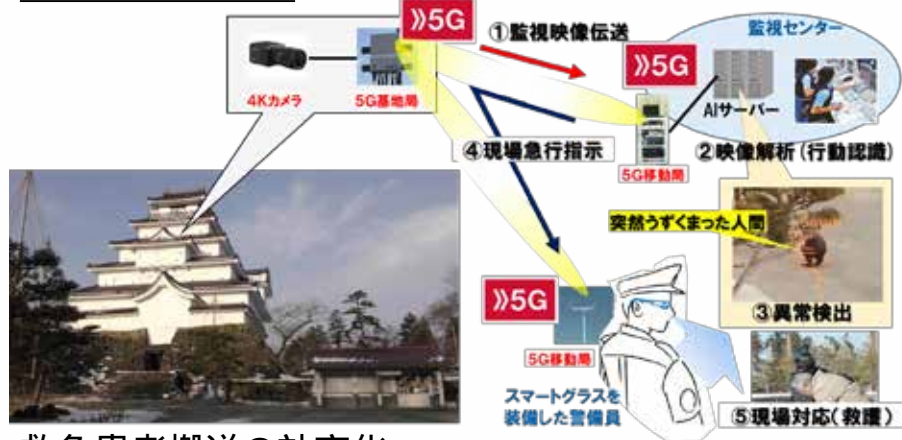 »5G
①監視映像伝送
監視センター
»5G
4Kカメラ
5G基地局
AIサーバー
④現場急行指示
②映像解析(行動認識)
5G移動局
突然うずくまった人間
»5G
③異常検出
5G移動局
スマートグラスを
装備した警備員
⑤現場対応(救護)